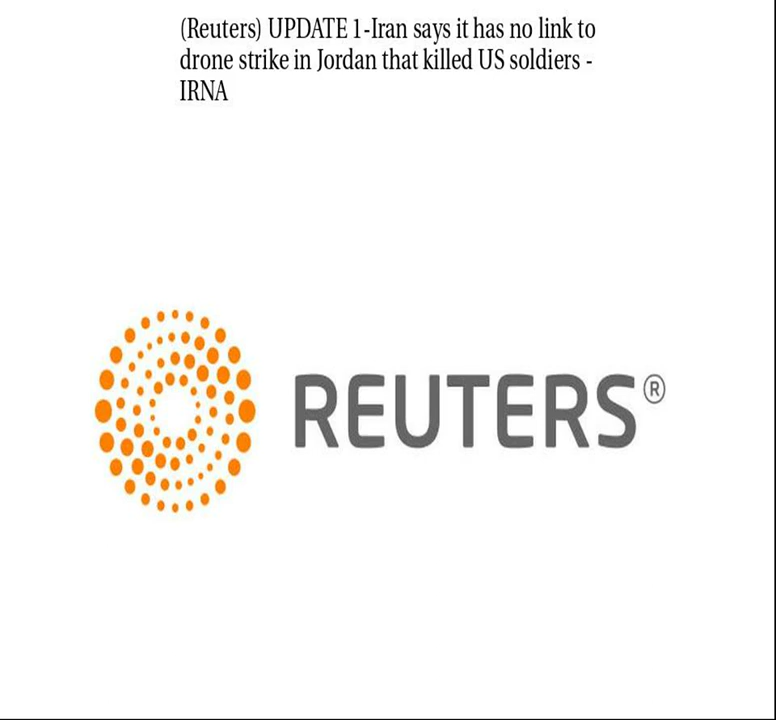 (Reuters) UPDATE 1-Iran says it has no link to
drone strike in Jordan that killed US soldiers -
IRNA
REUTERS®